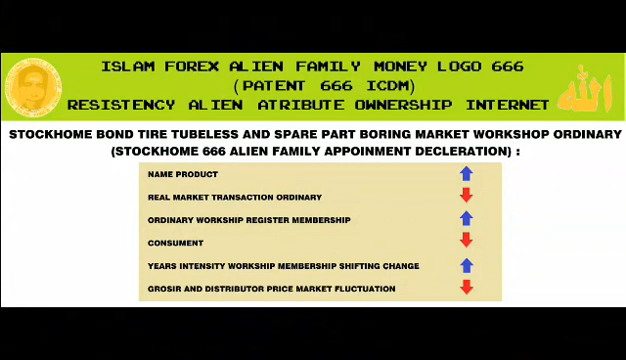 ISLAM FOREX ALIEN FAMILY MONEY LOGO 666
(PATENT 666 ICDM)
RESISTENCY ALIEN ATRIBUTE OWNERSHIP INTERNET
الله
STOCKHOME BOND TIRE TUBELESS AND SPARE PART BORING MARKET WORKSHOP ORDINARY
(STOCKHOME 666 ALIEN FAMILY APPOINMENT DECLERATION) :
NAME PRODUCT
REAL MARKET TRANSACTION ORDINARY
ORDINARY WORKSHIP REGISTER MEMBERSHIP
CONSUMENT
YEARS INTENSITY WORKSHIP MEMBERSHIP SHIFTING CHANGE
GROSIR AND DISTRIBUTOR PRICE MARKET FLUCTUATION